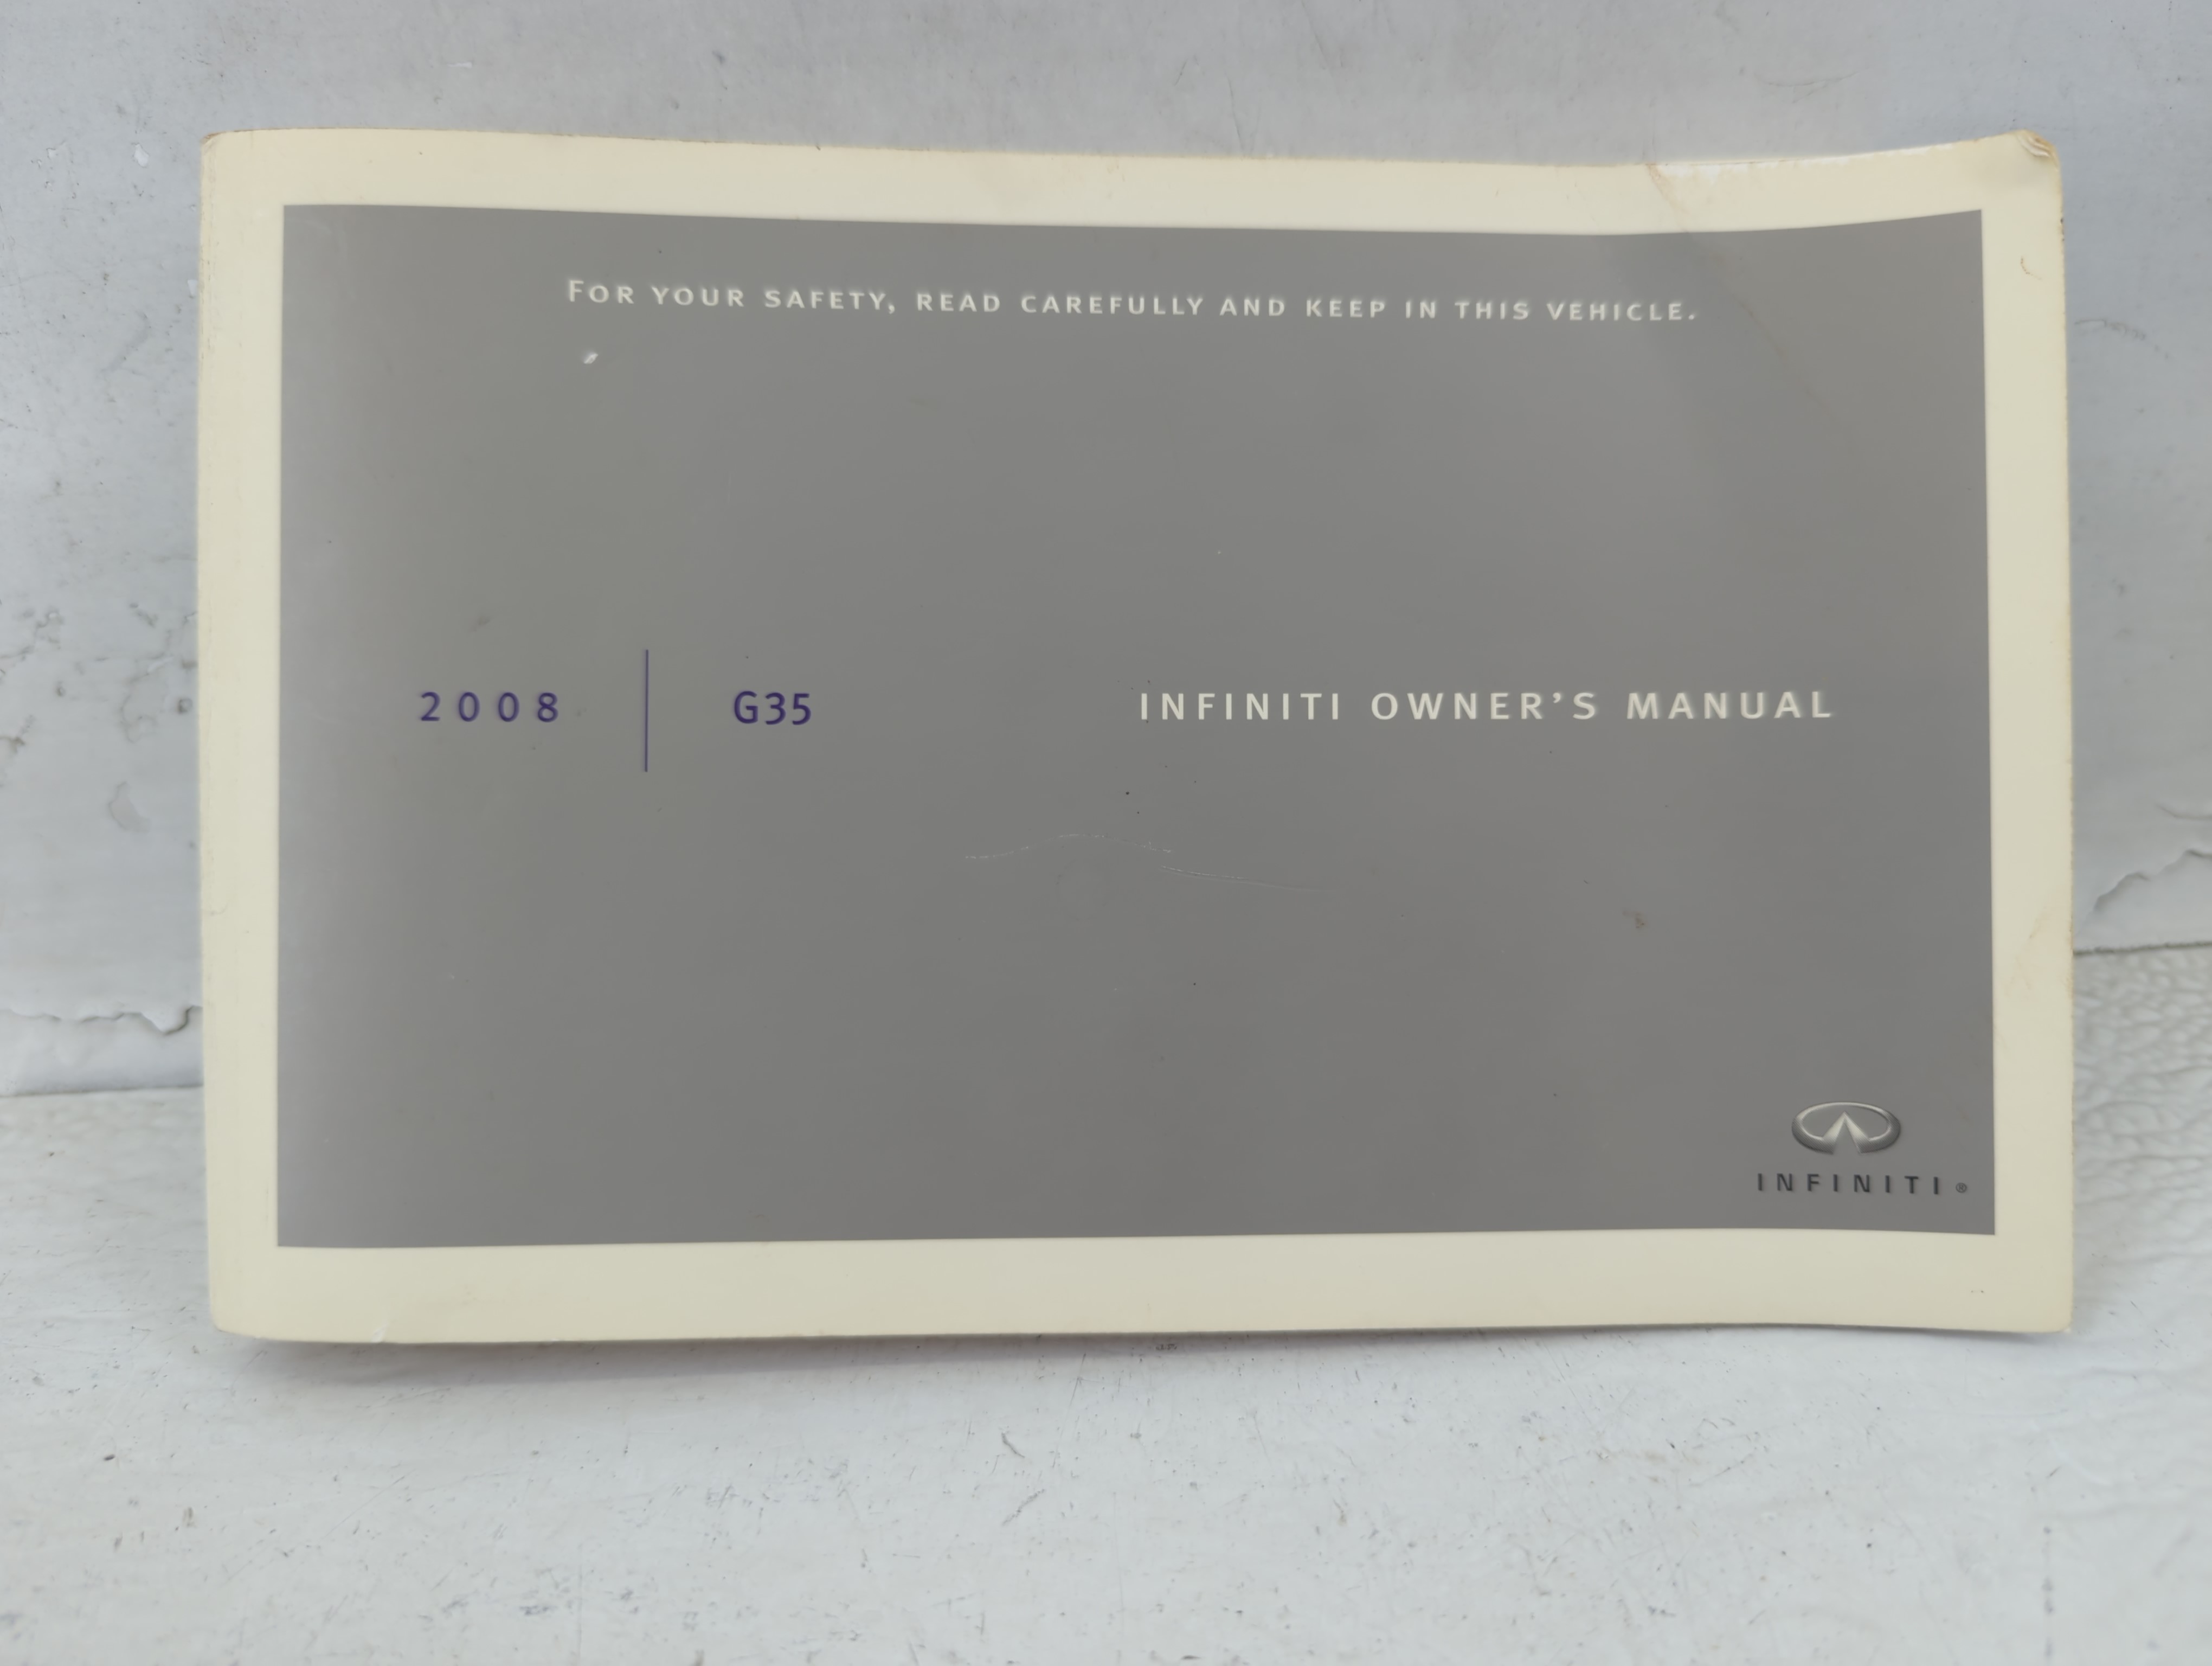 FOR YOUR SAFETY, READ CAREFULLY AND KEEP IN THIS VEHICLE.
2008 | G35 INFINITI OWNER’S MANUAL
INFINITI®